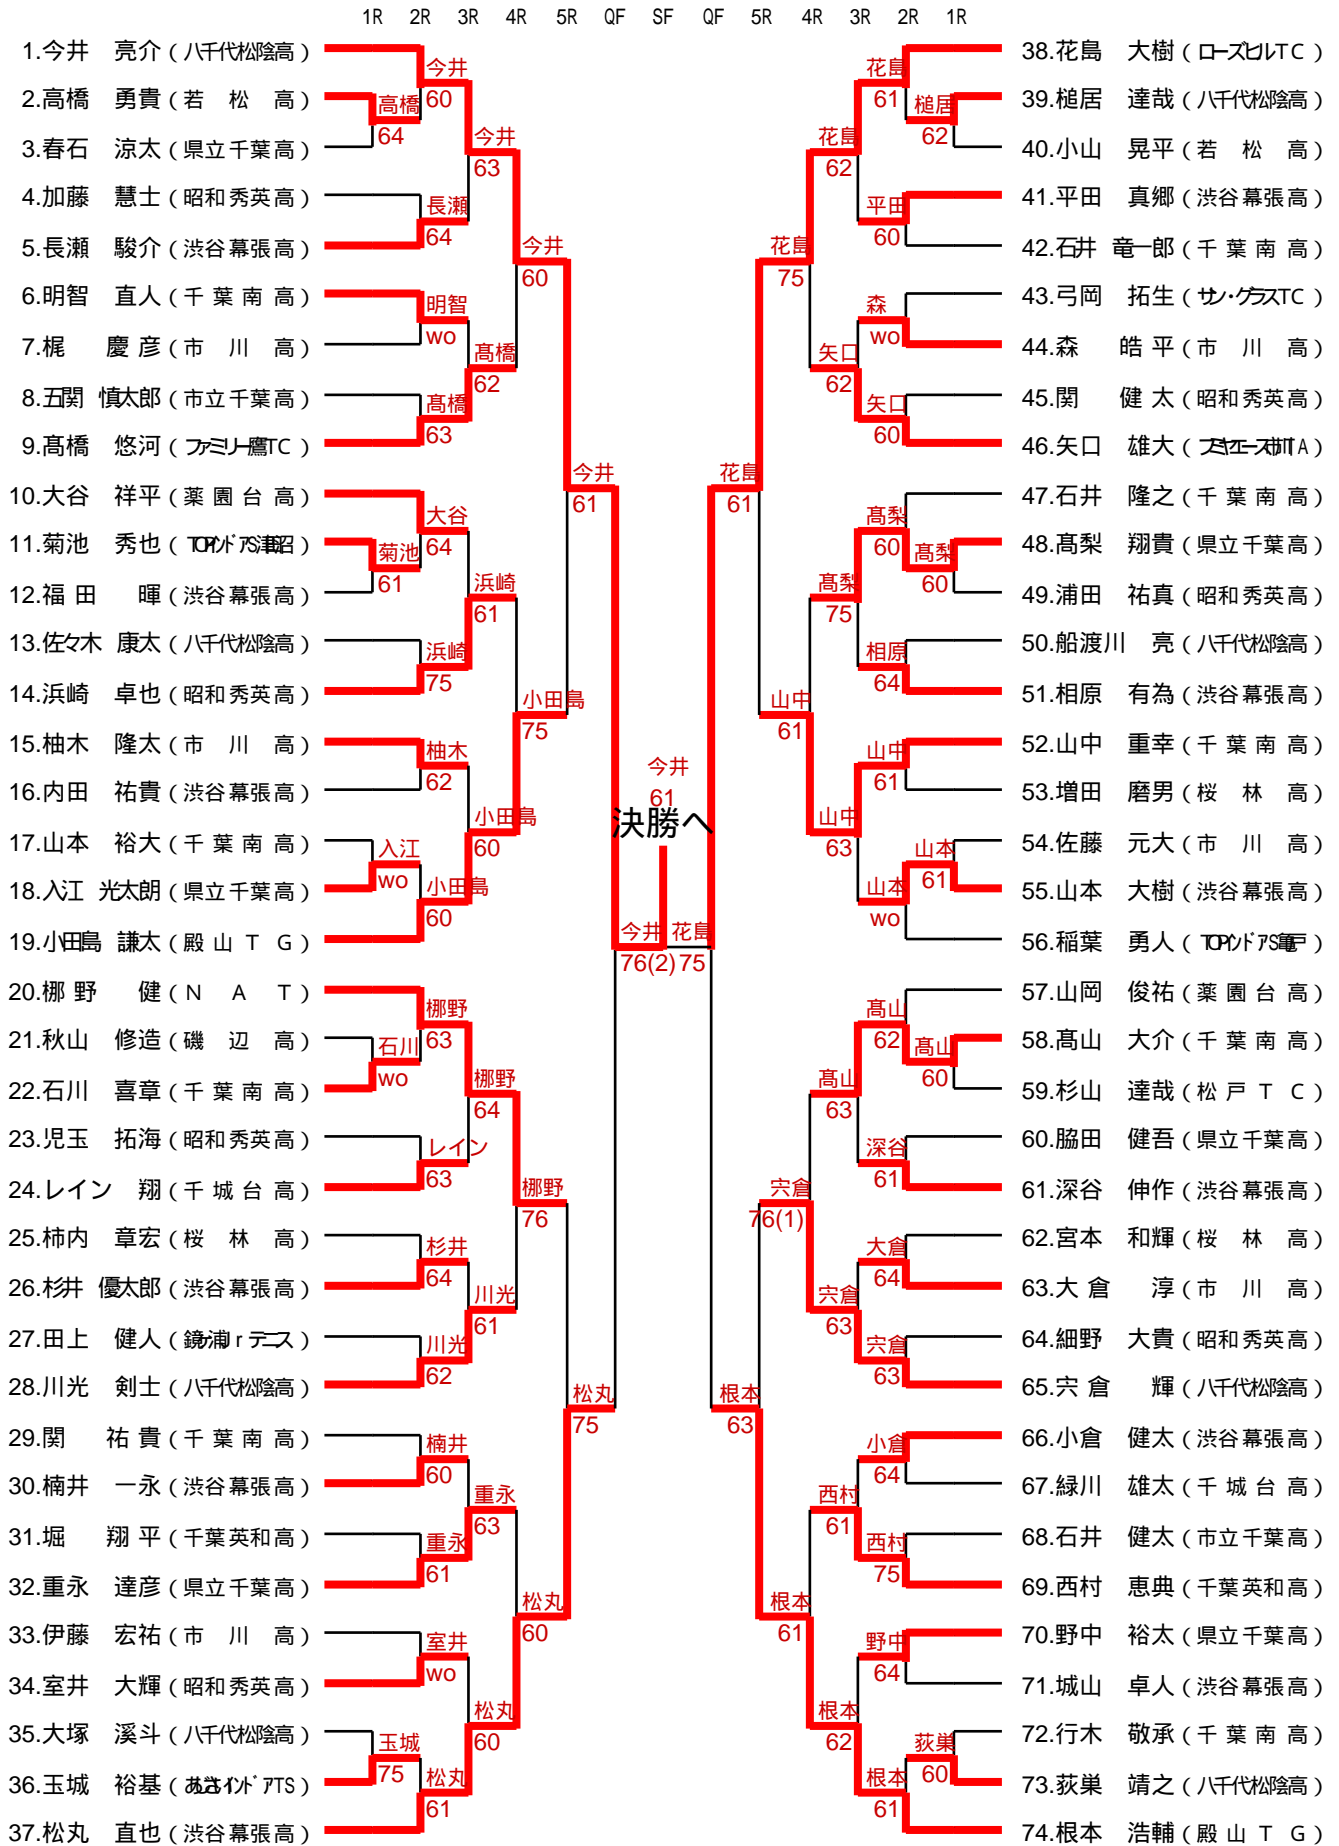 1R 2R 3R 4R 5R QF SF QF 5R 4R 3R 2R 1R
1.今井 亮介 (八千代松陰高)
2.高橋 勇貴 (若松高)
3.春石 涼太 (県立千葉高)
4.加藤 慧士 (昭和秀英高)
5.長瀬 駿介 (渋谷幕張高)
6.明智 直人 (千葉南高)
7.梶 慶彦 (市川高)
8.五関 慎太郎 (市立千葉高)
9.髙橋 悠河 (ファミリー鷹TC)
10.大谷 祥平 (薬園台高)
11.菊池 秀也
12.福田 暉 (渋谷幕張高)
13.佐々木 康太 (八千代松陰高)
14.浜崎 卓也 (昭和秀英高)
15.柚木 隆太 (市川高)
16.内田 祐貴 (渋谷幕張高)
17.山本 裕大 (千葉南高)
18.入江 光太朗 (県立千葉高)
19.小田島 謙太 (殿山TG)
20.梛野 健 (NAT)
21.秋山 修造 (磯辺高)
22.石川 喜章 (千葉南高)
23.児玉 拓海 (昭和秀英高)
24.レイン 翔 (千城台高)
25.柿内 章宏 (桜林高)
26.杉井 優太郎 (渋谷幕張高)
27.田上 健人 (鏡ヶ浦Jrテニス)
28.川光 剣士 (八千代松陰高)
29.関 祐貴 (千葉南高)
30.楠井 一永 (渋谷幕張高)
31.堀 翔平 (千葉英和高)
32.重永 達彦 (県立千葉高)
33.伊藤 宏祐 (市川高)
34.室井 大輝 (昭和秀英高)
35.大塚 溪斗 (八千代松陰高)
36.玉城 裕基
37.松丸 直也 (渋谷幕張高)
高橋
64
菊池
61
入江
wo
石川
wo
玉城
75
今井
60
長瀬
64
明智
wo
髙橋
63
大谷
64
浜崎
75
柚木
62
小田島
60
梛野
63
レイン
63
杉井
64
川光
62
楠井
60
重永
61
室井
wo
松丸
61
今井
63
髙橋
62
浜崎
61
小田島
60
梛野
64
川光
61
重永
63
松丸
60
今井
60
小田島
75
梛野
76
松丸
60
今井
61
松丸
75
今井
76(2)
今井
61
決勝へ
花島
75
花島
61
根本
63
花島
75
山中
61
宍倉
76(1)
根本
61
花島
62
矢口
62
髙梨
75
山中
63
髙山
63
宍倉
63
西村
61
根本
62
花島
61
平田
60
森
wo
矢口
60
髙梨
60
相原
64
山中
61
山本
wo
髙山
62
深谷
61
大倉
64
宍倉
63
小倉
64
西村
75
野中
64
根本
61
槌居
62
髙梨
60
山本
61
髙山
60
荻巣
60
38.花島 大樹 (ローズヒルTC)
39.槌居 達哉 (八千代松陰高)
40.小山 晃平 (若松高)
41.平田 真郷 (渋谷幕張高)
42.石井 竜一郎 (千葉南高)
43.弓岡 拓生 (サン・グラスTC)
44.森 皓平 (市川高)
45.関 健太 (昭和秀英高)
46.矢口 雄大
47.石井 隆之 (千葉南高)
48.髙梨 翔貴 (県立千葉高)
49.浦田 祐真 (昭和秀英高)
50.船渡川 亮 (八千代松陰高)
51.相原 有為 (渋谷幕張高)
52.山中 重幸 (千葉南高)
53.増田 磨男 (桜林高)
54.佐藤 元大 (市川高)
55.山本 大樹 (渋谷幕張高)
56.稲葉 勇人
57.山岡 俊祐 (薬園台高)
58.髙山 大介 (千葉南高)
59.杉山 達哉 (松戸TC)
60.脇田 健吾 (県立千葉高)
61.深谷 伸作 (渋谷幕張高)
62.宮本 和輝 (桜林高)
63.大倉 淳 (市川高)
64.細野 大貴 (昭和秀英高)
65.宍倉 輝 (八千代松陰高)
66.小倉 健太 (渋谷幕張高)
67.緑川 雄太 (千城台高)
68.石井 健太 (市立千葉高)
69.西村 恵典 (千葉英和高)
70.野中 裕太 (県立千葉高)
71.城山 卓人 (渋谷幕張高)
72.行木 敬承 (千葉南高)
73.荻巣 靖之 (八千代松陰高)
74.根本 浩輔 (殿山TG)